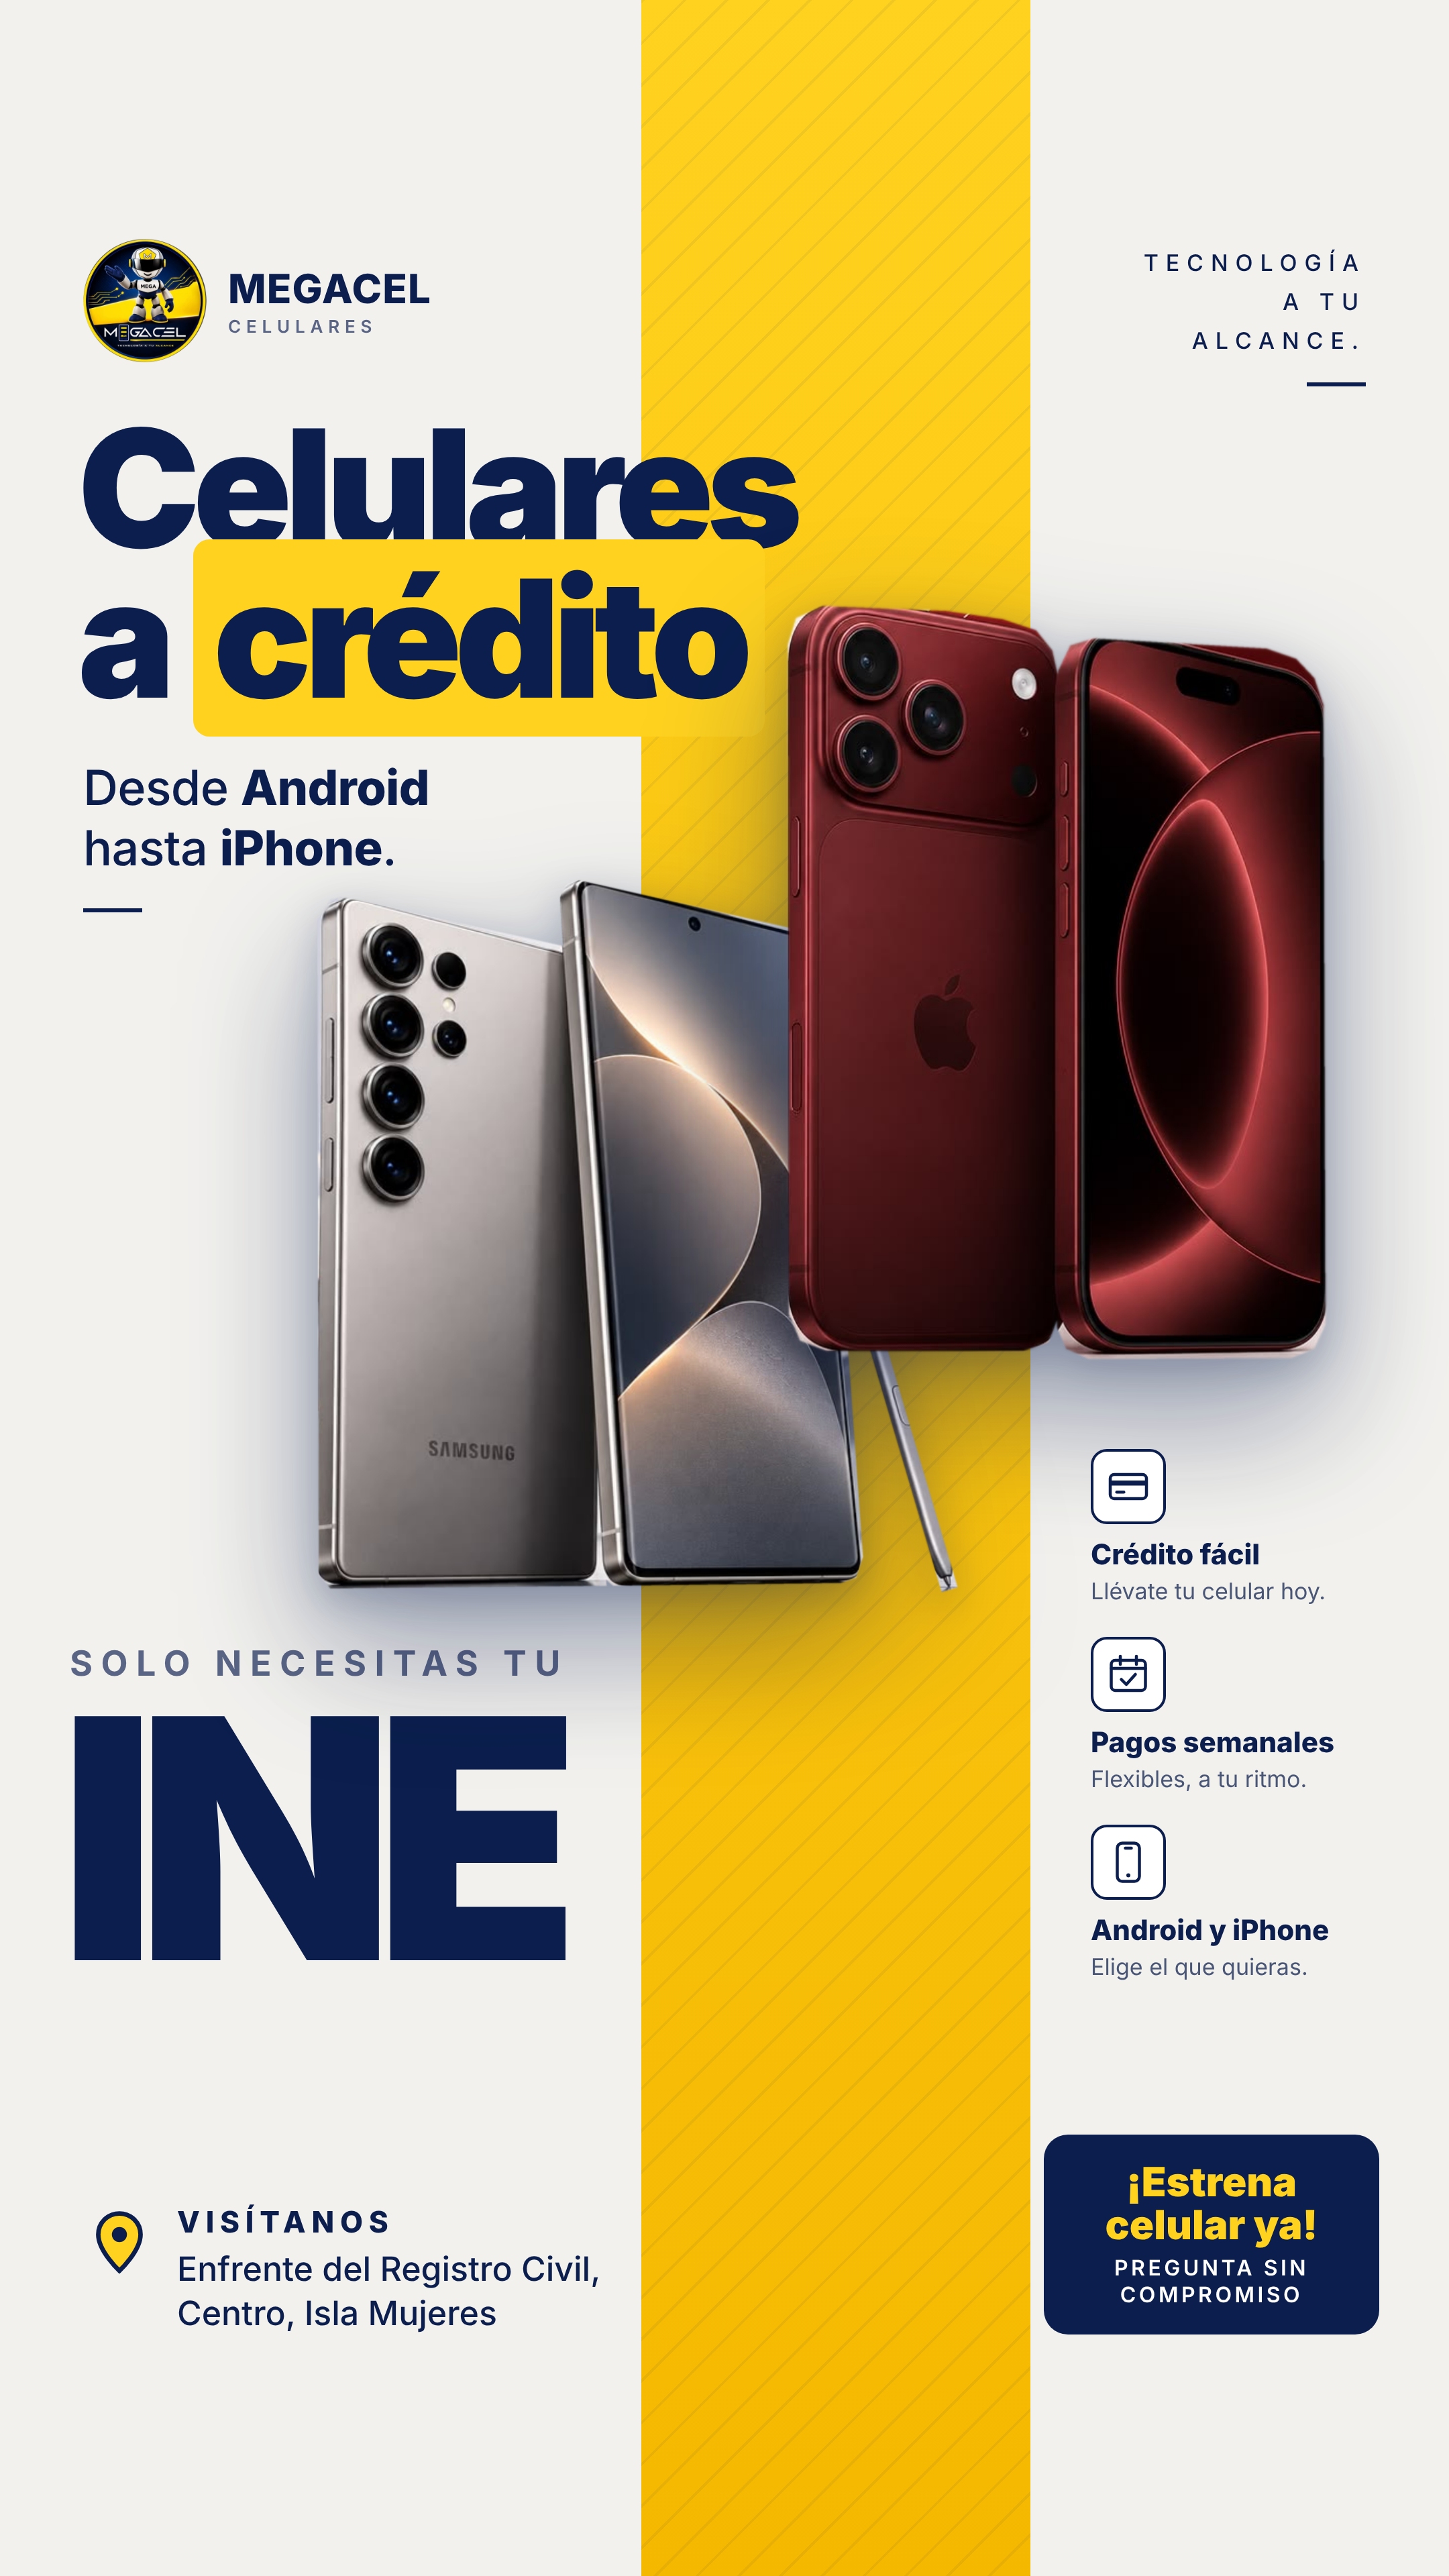 MEGACEL
CELULARES
MEGA
MEGACEL
TECNOLOGÍA
A TU
ALCANCE.
Celulares
a crédito
Desde Android
hasta iPhone.
SAMSUNG
Crédito fácil
Llévate tu celular hoy.
Pagos semanales
Flexibles, a tu ritmo.
Android y iPhone
Elige el que quieras.
SOLO NECESITAS TU
INE
VISÍTANOS
Enfrente del Registro Civil,
Centro, Isla Mujeres
¡Estrena
celular ya!
PREGUNTA SIN
COMPROMISO